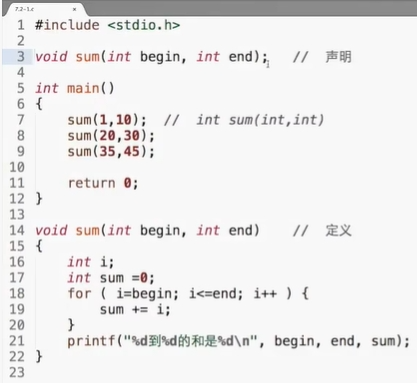 7.2-1.c ×
1 #include <stdio.h>
2
3 void sum(int begin, int end); // 声明
4
5 int main()
6 {
7 sum(1,10); // int sum(int,int)
8 sum(20,30);
9 sum(35,45);
10
11 return 0;
12 }
13
14 void sum(int begin, int end) // 定义
15 {
16 int i;
17 int sum =0;
18 for ( i=begin; i<=end; i++ ) {
19 sum += i;
20 }
21 printf("%d到%d的和是%d\n", begin, end, sum);
22 }
23